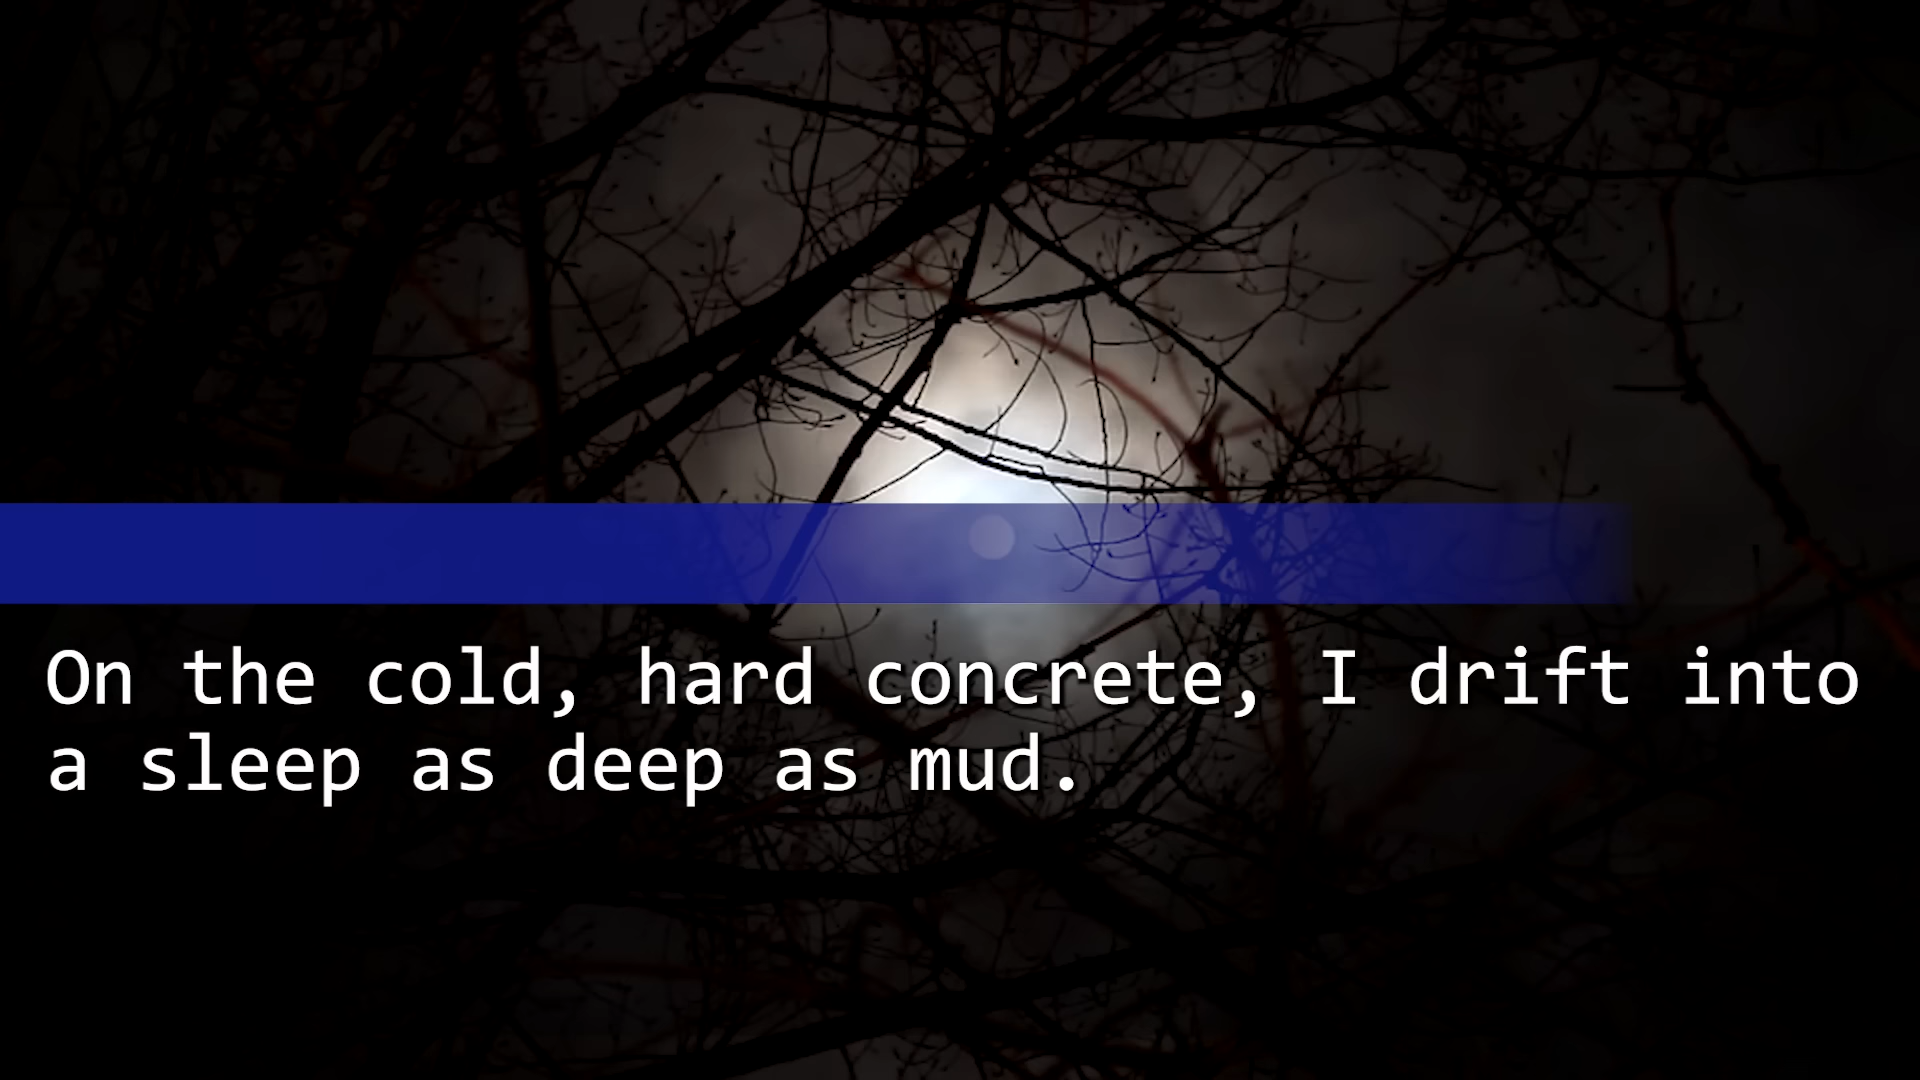 On the cold, hard concrete, I drift into
a sleep as deep as mud.